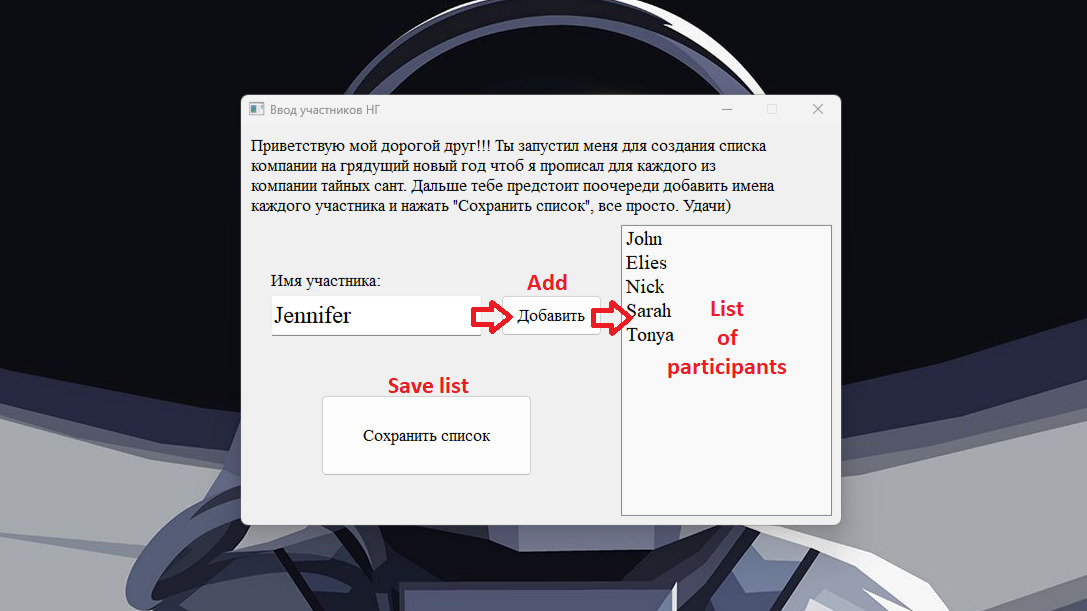 Ввод участников НГ
Приветствую мой дорогой друг!!! Ты запустил меня для создания списка
компании на грядущий новый год чтоб я прописал для каждого из
компании тайных сант. Дальше тебе предстоит поочереди добавить имена
каждого участника и нажать "Сохранить список", все просто. Удачи)
Имя участника:
Jennifer
Add
Добавить
John
Elies
Nick
Sarah
Tonya
List
of
participants
Save list
Сохранить список